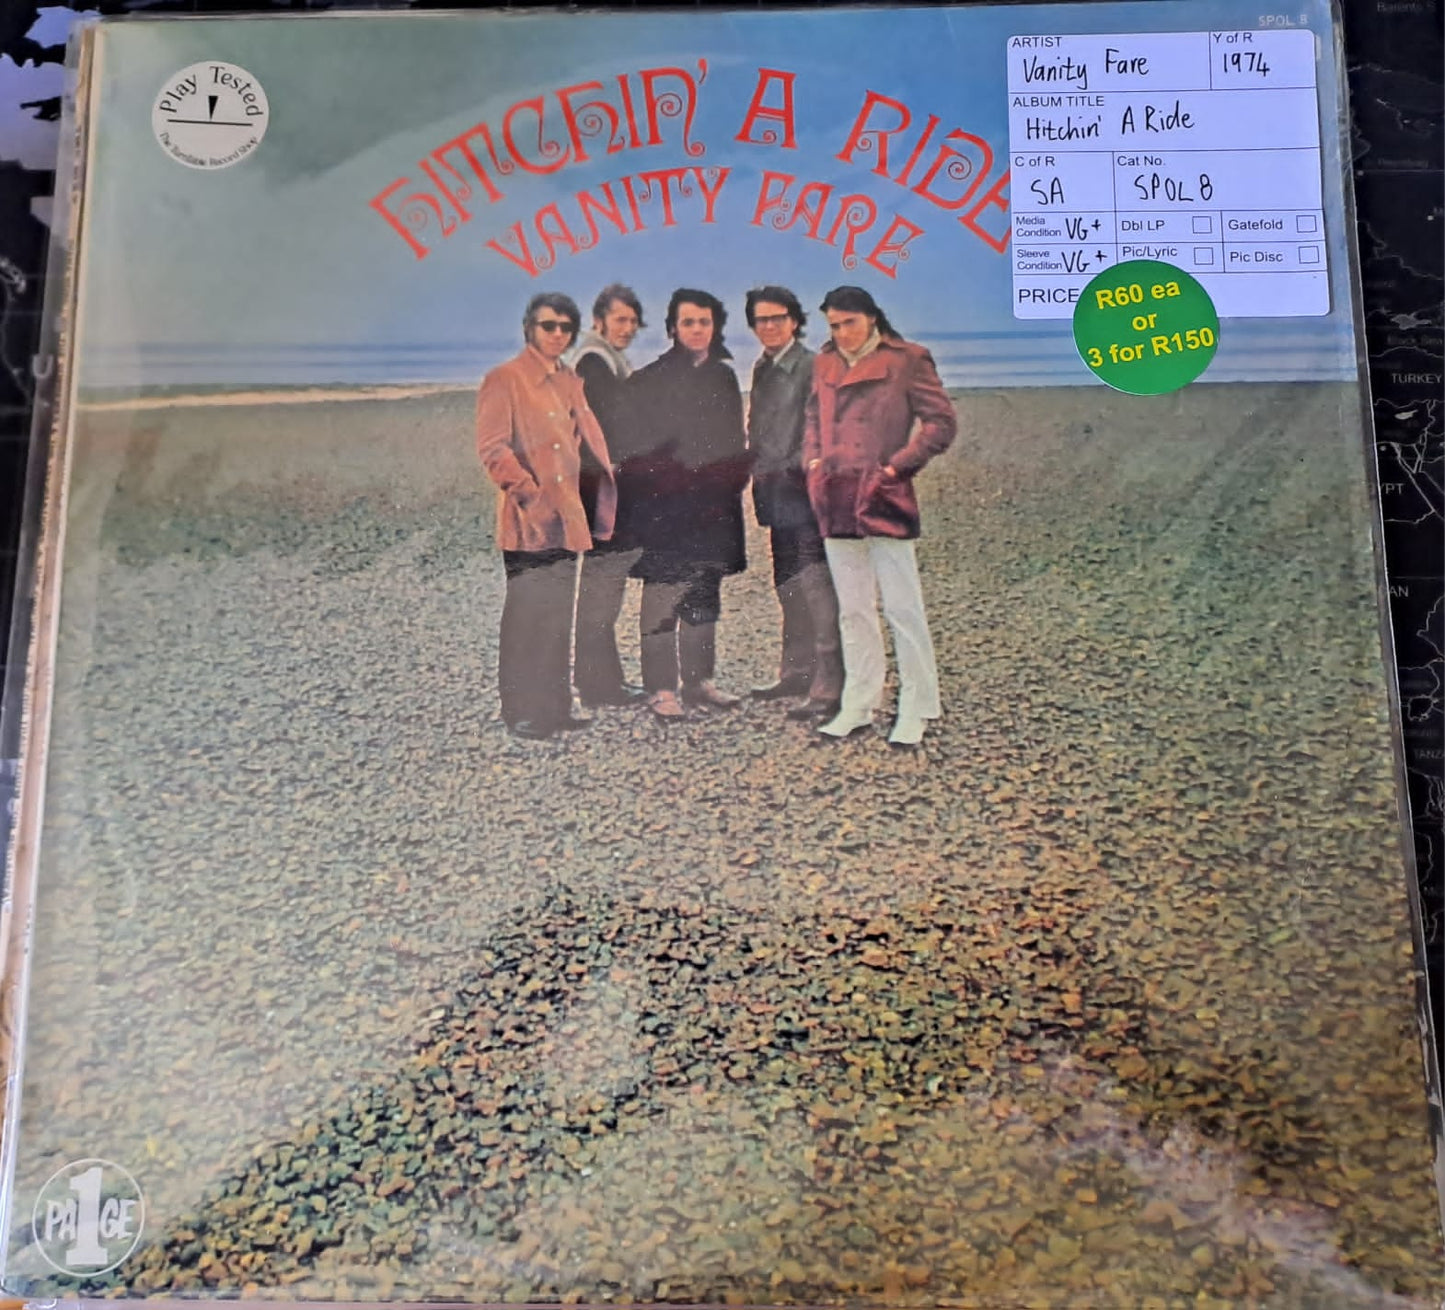 SPOL 8
Play Tested
The Turntable Record Shop
HITCHIN' A RIDE
VANITY FARE
ARTIST
Vanity Fare
Y of R
1974
ALBUM TITLE
Hitchin' A Ride
C of R
SA
Cat No.
SPOL 8
Media
Condition VG+
Dbl LP
Gatefold
Sleeve
Condition VG+
Pic/Lyric
Pic Disc
PRICE
R60 ea
or
3 for R150
PAGE
1
TURKEY